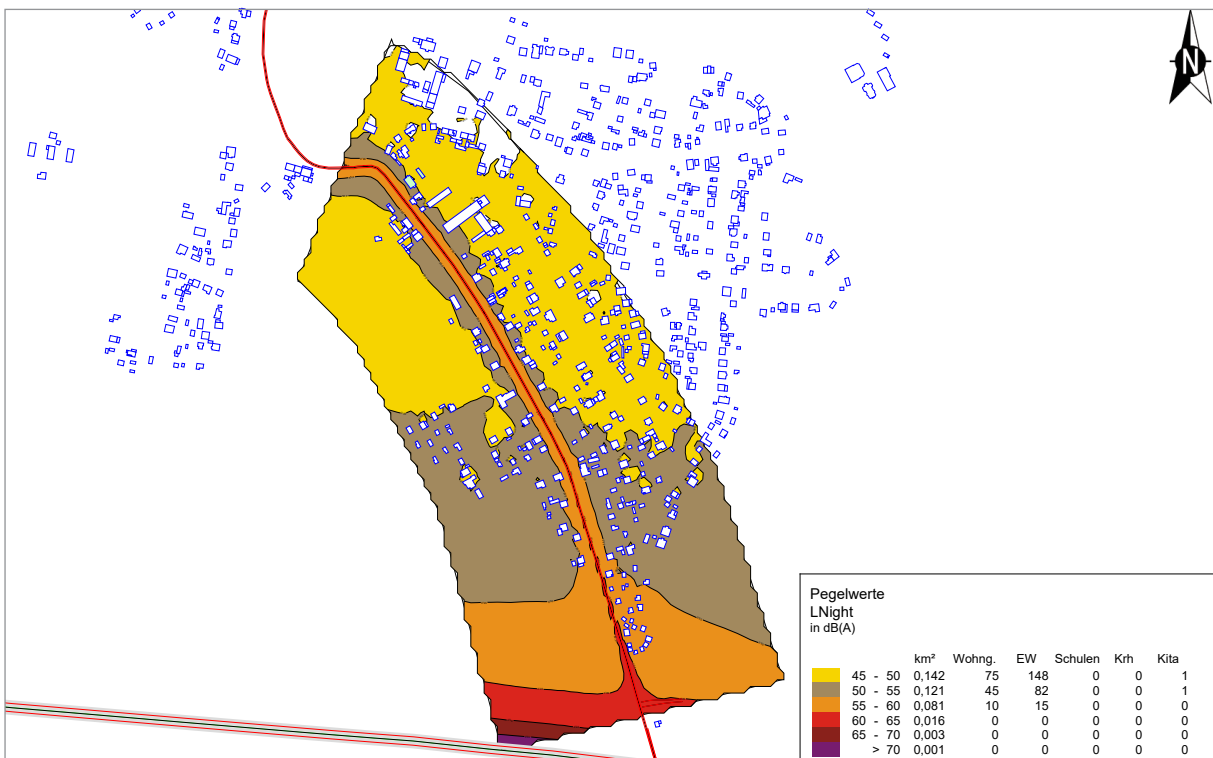 N
Pegelwerte
LNight
in dB(A)
km² Wohng. EW Schulen Krh Kita
45 - 50 0,142 75 148 0 0 1
50 - 55 0,121 45 82 0 0 1
55 - 60 0,081 10 15 0 0 0
60 - 65 0,016 0 0 0 0 0
65 - 70 0,003 0 0 0 0 0
> 70 0,001 0 0 0 0 0